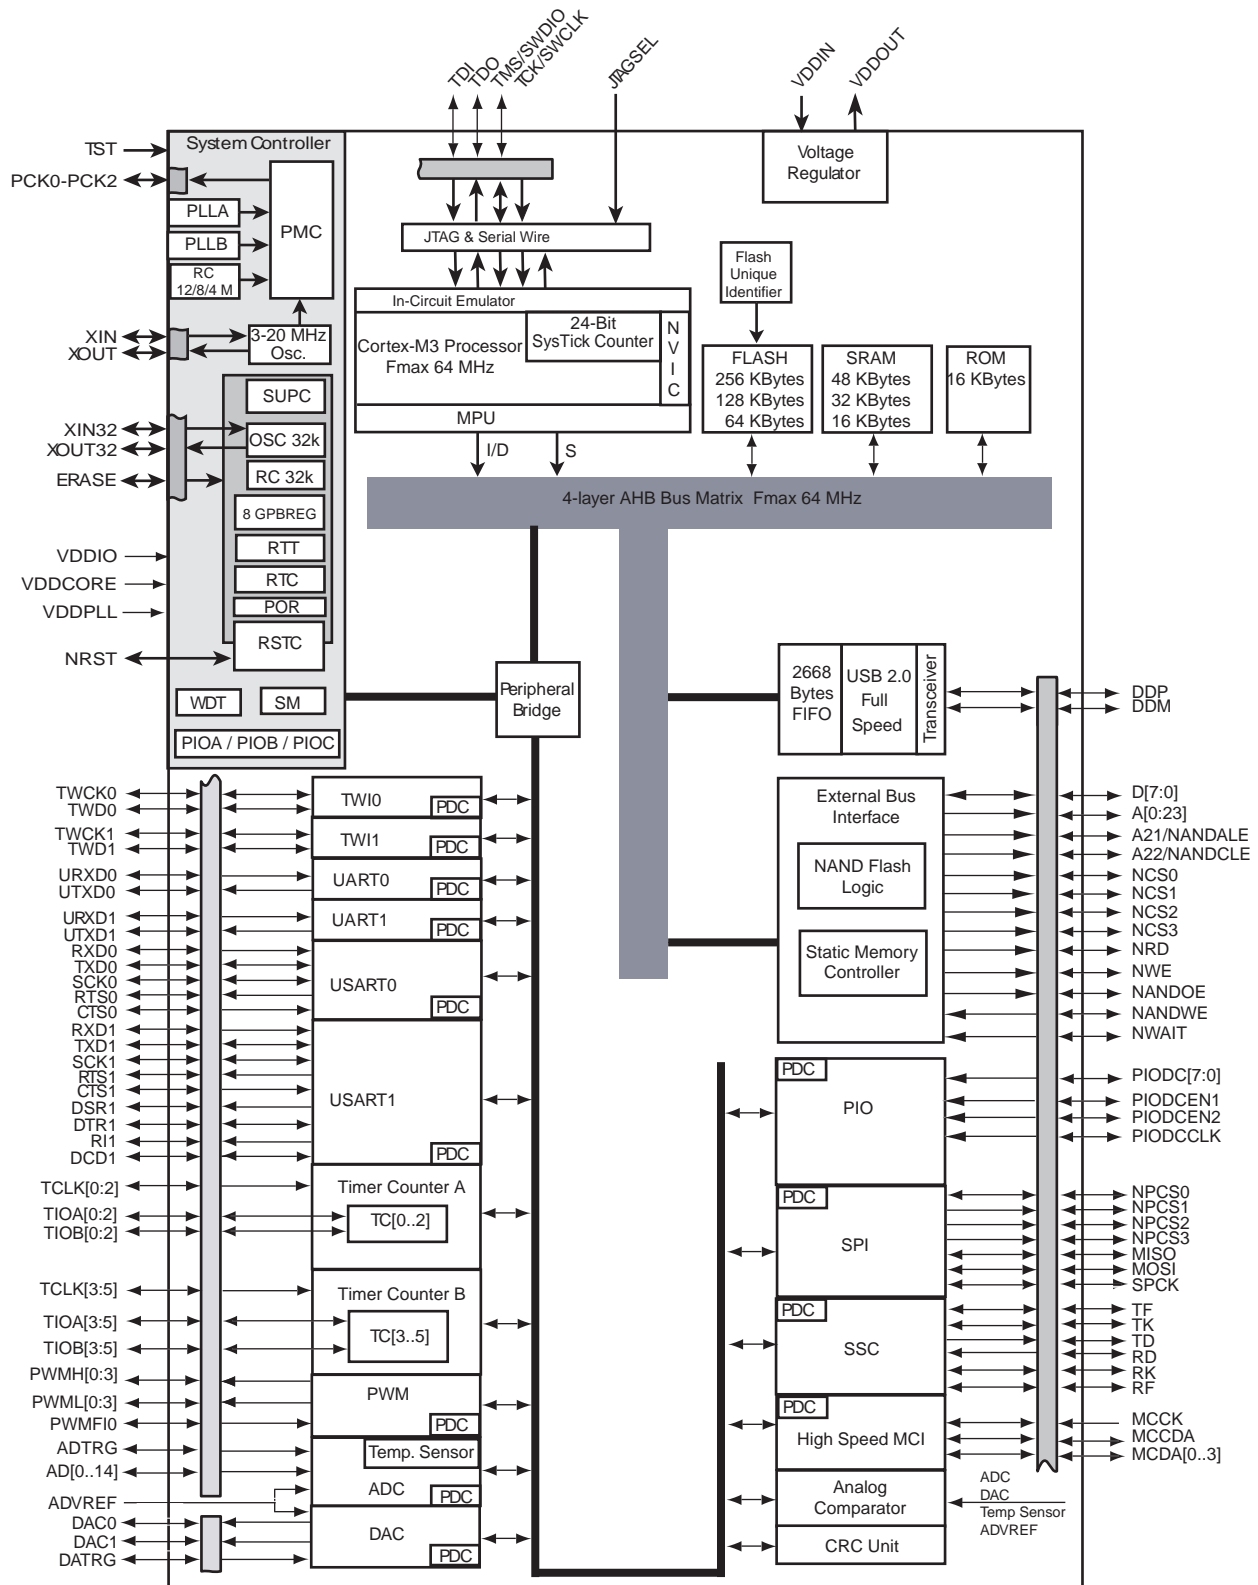 TDI
TDO
TMS/SWDIO
TCK/SWCLK
JTAGSEL
VDDIN
VDDOUT
System Controller
TST
PCK0-PCK2
PLLA
PLLB
RC
12/8/4 M
PMC
XIN
XOUT
3-20 MHz
Osc.
SUPC
XIN32
XOUT32
OSC 32k
ERASE
RC 32k
8 GPBREG
RTT
VDDIO
VDDCORE
RTC
VDDPLL
POR
NRST
RSTC
WDT
SM
PIOA / PIOB / PIOC
Voltage
Regulator
JTAG & Serial Wire
Flash
Unique
Identifier
In-Circuit Emulator
Cortex-M3 Processor
Fmax 64 MHz
24-Bit
SysTick Counter
N
V
I
C
MPU
FLASH
256 KBytes
128 KBytes
64 KBytes
SRAM
48 KBytes
32 KBytes
16 KBytes
ROM
16 KBytes
I/D
S
4-layer AHB Bus Matrix Fmax 64 MHz
Peripheral
Bridge
2668
Bytes
FIFO
USB 2.0
Full
Speed
Transceiver
DDP
DDM
TWCK0
TWD0
TWI0
PDC
TWCK1
TWD1
TWI1
PDC
URXD0
UTXD0
UART0
PDC
URXD1
UTXD1
UART1
PDC
RXD0
TXD0
SCK0
RTS0
CTS0
USART0
PDC
RXD1
TXD1
SCK1
RTS1
CTS1
DSR1
DTR1
RI1
DCD1
USART1
PDC
TCLK[0:2]
TIOA[0:2]
TIOB[0:2]
Timer Counter A
TC[0..2]
TCLK[3:5]
TIOA[3:5]
TIOB[3:5]
Timer Counter B
TC[3..5]
PWMH[0:3]
PWML[0:3]
PWMFI0
PWM
PDC
ADTRG
AD[0..14]
ADVREF
Temp. Sensor
ADC
PDC
DAC0
DAC1
DATRG
DAC
PDC
External Bus
Interface
NAND Flash
Logic
Static Memory
Controller
D[7:0]
A[0:23]
A21/NANDALE
A22/NANDCLE
NCS0
NCS1
NCS2
NCS3
NRD
NWE
NANDOE
NANDWE
NWAIT
PDC
PIO
PIODC[7:0]
PIODCEN1
PIODCEN2
PIODCCLK
PDC
SPI
NPCS0
NPCS1
NPCS2
NPCS3
MISO
MOSI
SPCK
PDC
SSC
TF
TK
TD
RD
RK
RF
PDC
High Speed MCI
MCCK
MCCDA
MCDA[0..3]
Analog
Comparator
ADC
DAC
Temp Sensor
ADVREF
CRC Unit